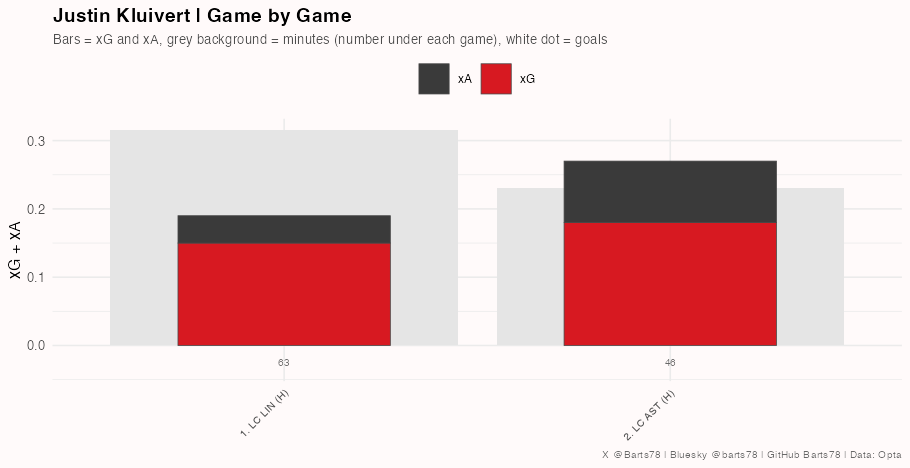 Justin Kluivert | Game by Game
Bars = xG and xA, grey background = minutes (number under each game), white dot = goals
xA
xG
xG + xA
0.3
0.2
0.1
0.0
63
46
1. LC LIN (H)
2. LC AST (H)
X @Barts78 | Bluesky @barts78 | GitHub Barts78 | Data: Opta